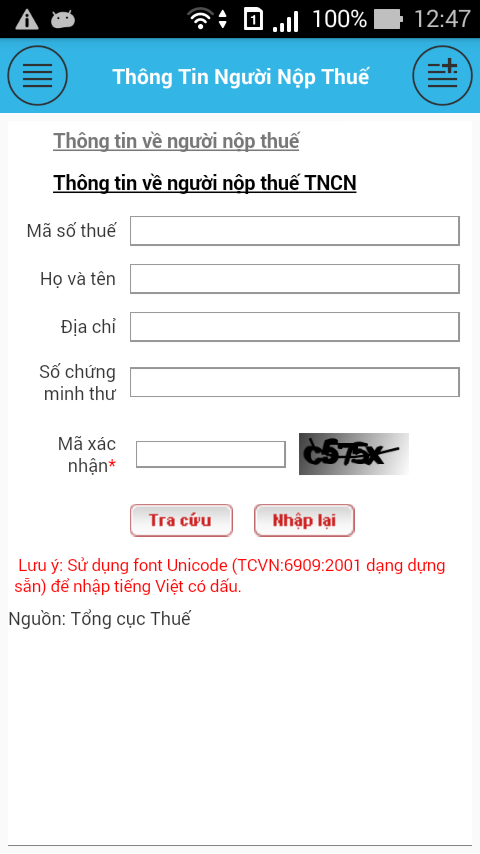 1 100% 12:47
Thông Tin Người Nộp Thuế
Thông tin về người nộp thuế
Thông tin về người nộp thuế TNCN
Mã số thuế
Họ và tên
Địa chỉ
Số chứng
minh thư
Mã xác
nhận*
c575x
Tra cứu Nhập lại
Lưu ý: Sử dụng font Unicode (TCVN:6909:2001 dạng dựng
sẵn) để nhập tiếng Việt có dấu.
Nguồn: Tổng cục Thuế